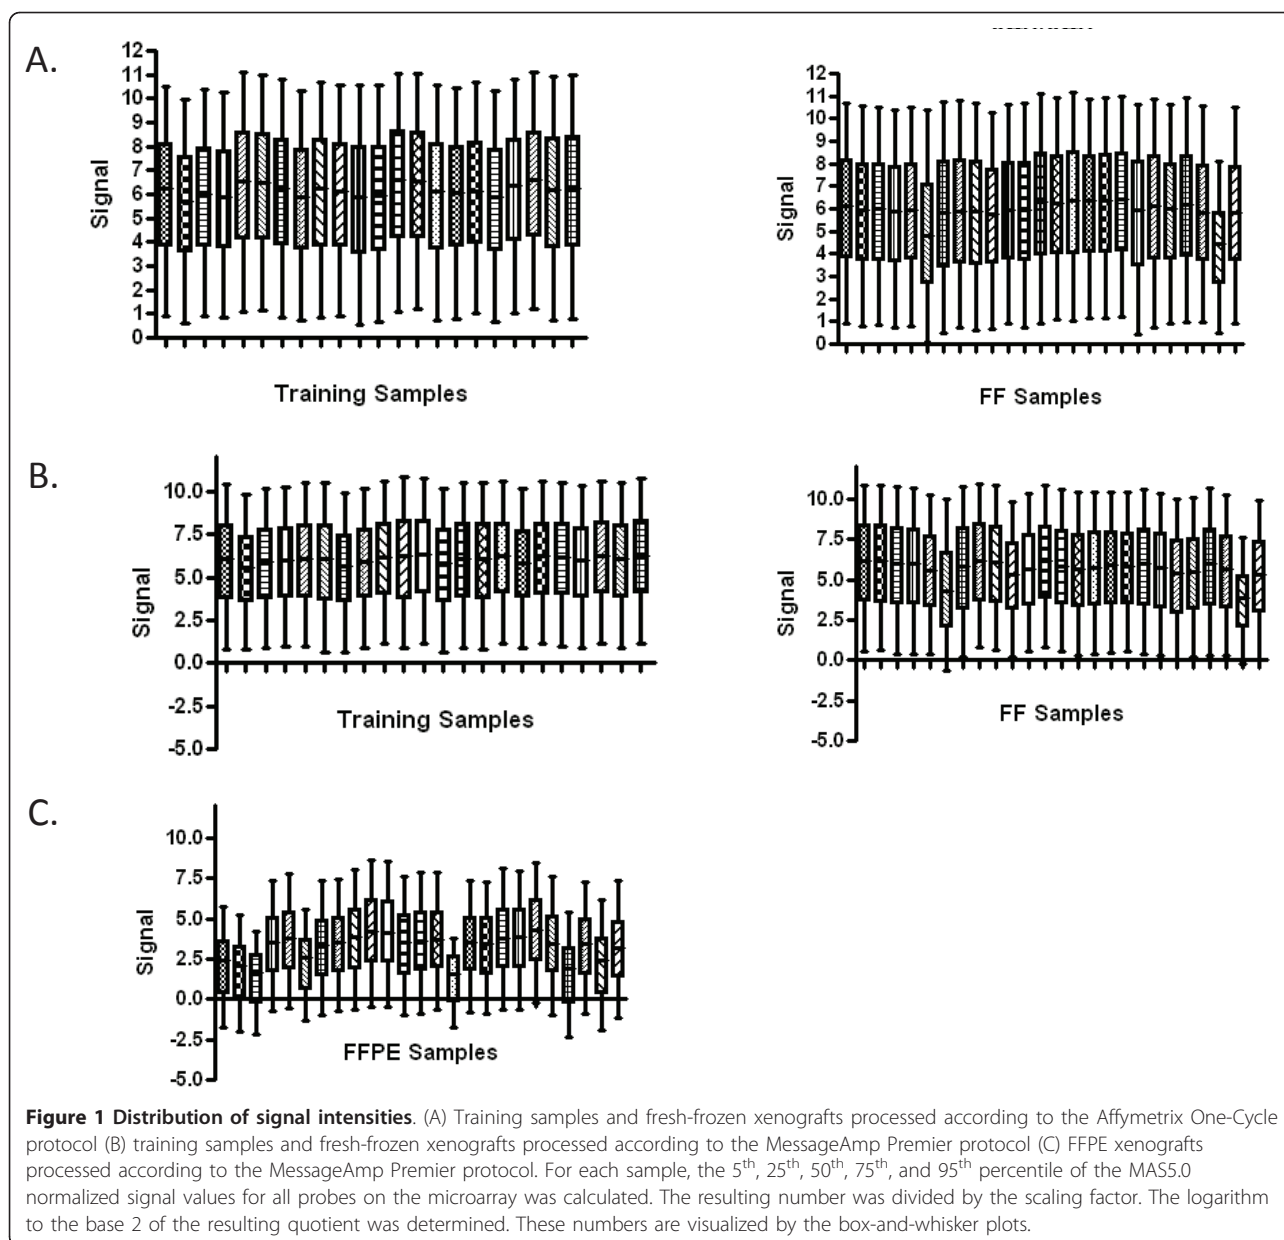 A.
12
11
10
9
8
7
6
5
4
3
2
1
0
Signal
Training Samples
12
11
10
9
8
7
6
5
4
3
2
1
0
Signal
FF Samples
B.
10.0
7.5
5.0
2.5
0.0
-2.5
-5.0
Signal
Training Samples
10.0
7.5
5.0
2.5
0.0
-2.5
-5.0
Signal
FF Samples
C.
10.0
7.5
5.0
2.5
0.0
-2.5
-5.0
Signal
FFPE Samples
Figure 1 Distribution of signal intensities. (A) Training samples and fresh-frozen xenografts processed according to the Affymetrix One-Cycle
protocol (B) training samples and fresh-frozen xenografts processed according to the MessageAmp Premier protocol (C) FFPE xenografts
processed according to the MessageAmp Premier protocol. For each sample, the 5th, 25th, 50th, 75th, and 95th percentile of the MAS5.0
normalized signal values for all probes on the microarray was calculated. The resulting number was divided by the scaling factor. The logarithm
to the base 2 of the resulting quotient was determined. These numbers are visualized by the box-and-whisker plots.